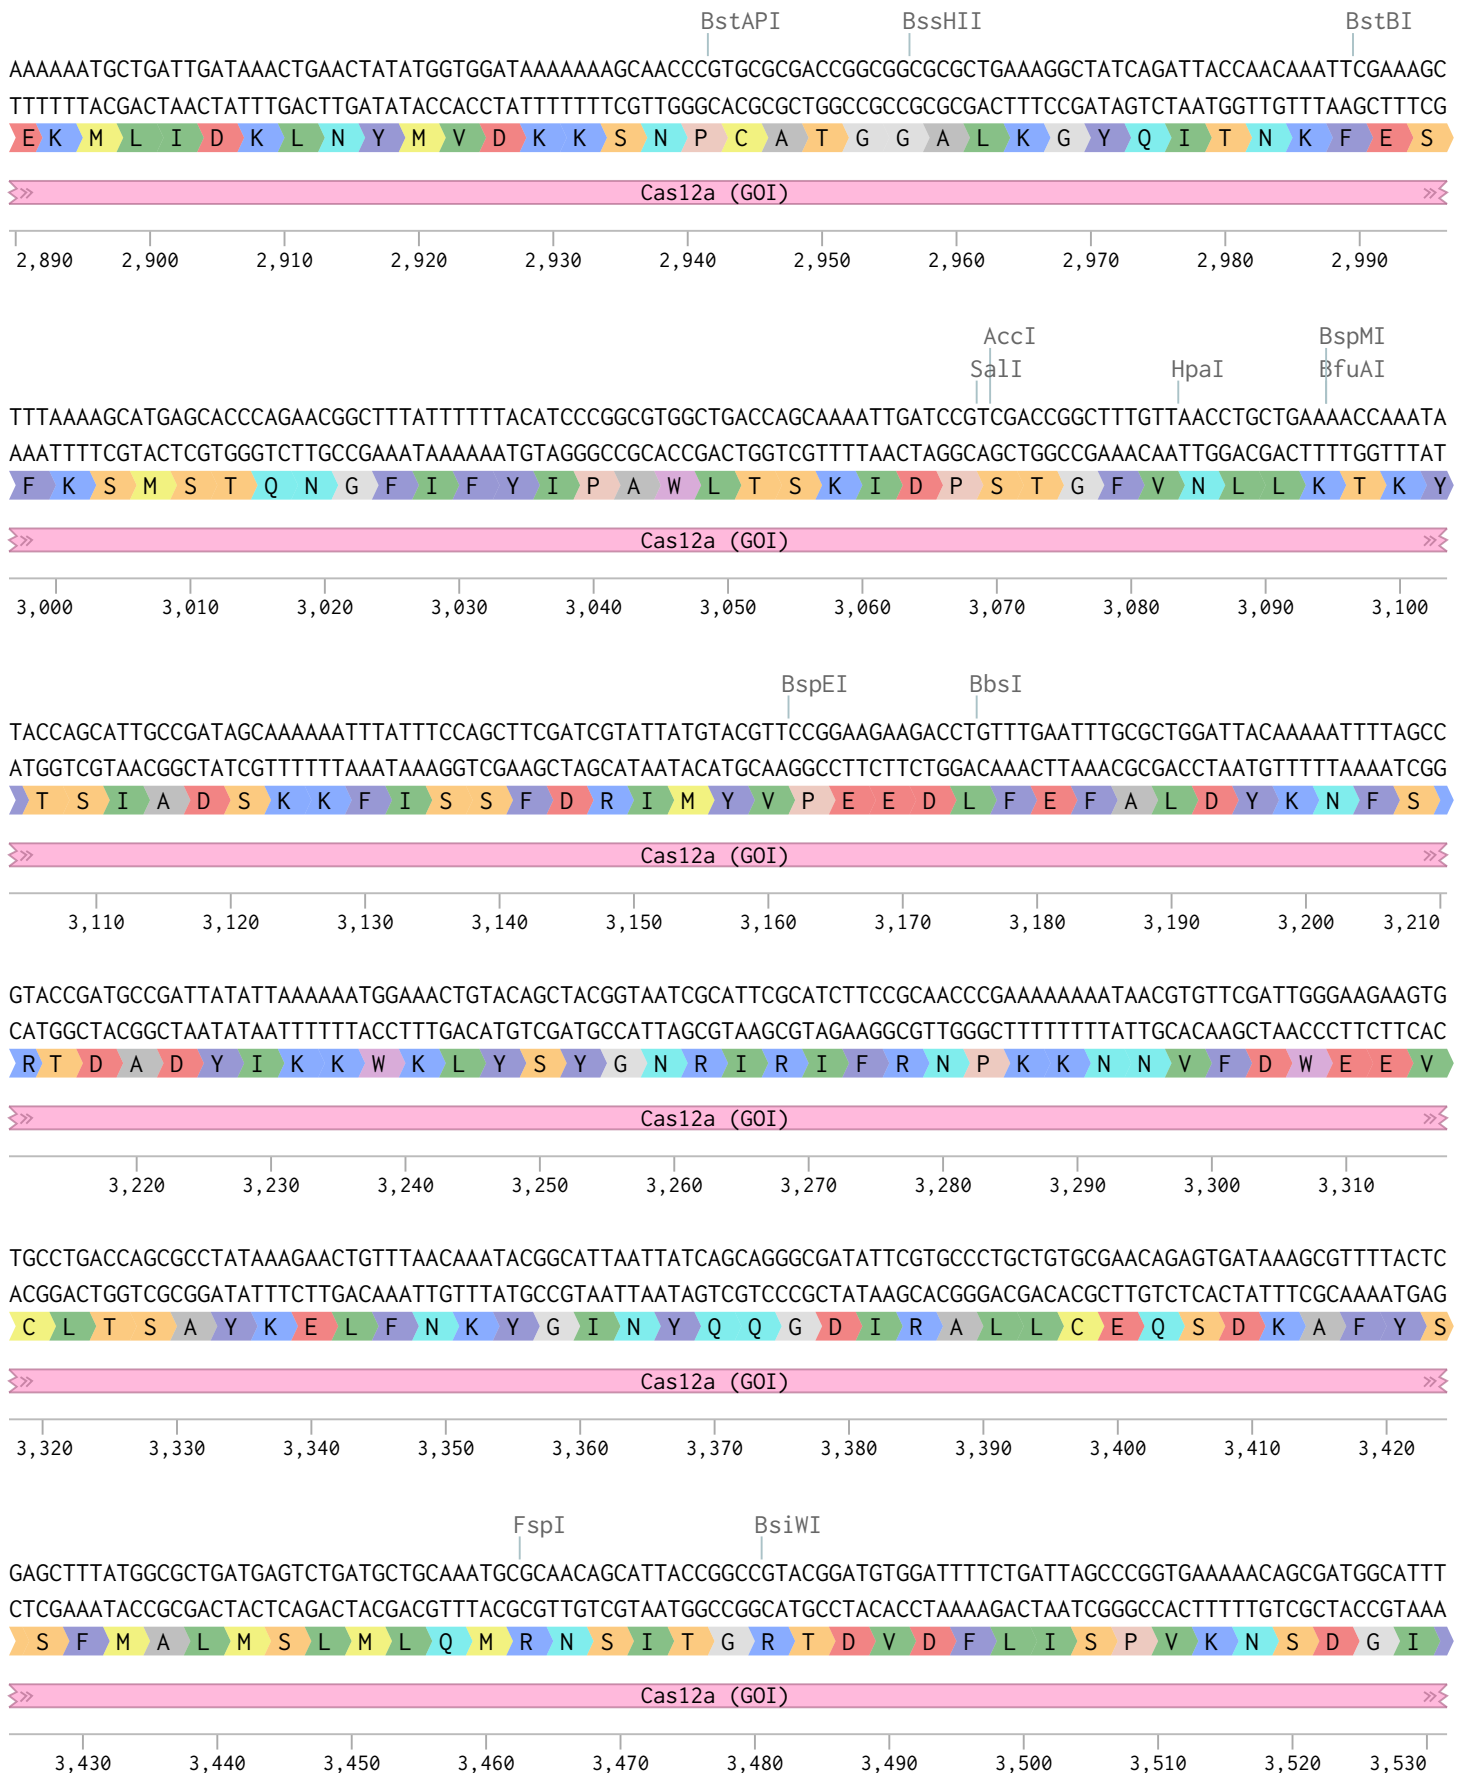 BstAPI BssHII BstBI
AAAAAATGCTGATTGATAAACTGAACTATATGGTGGATAAAAAAAGCAACCCGTGCGCGACCGGCGGCGCGCTGAAAGGCTATCAGATTACCAACAAATTCGAAAGC
TTTTTTACGACTAACTATTTGACTTGATATACCACCTATTTTTTTCGTTGGGCACGCGCTGGCCGCCGCGCGACTTTCCGATAGTCTAATGGTTGTTTAAGCTTTCG
E K M L I D K L N Y M V D K K S N P C A T G G A L K G Y Q I T N K F E S
Cas12a (GOI)
2,890 2,900 2,910 2,920 2,930 2,940 2,950 2,960 2,970 2,980 2,990
AccI BspMI
SalI HpaI BfuAI
TTTAAAAGCATGAGCACCCAGAACGGCTTTATTTTTTACATCCCGGCGTGGCTGACCAGCAAAATTGATCCGTCGACCGGCTTTGTTAACCTGCTGAAAACCAAATA
AAATTTTCGTACTCGTGGGTCTTGCCGAAATAAAAAATGTAGGGCCGCACCGACTGGTCGTTTTAACTAGGCAGCTGGCCGAAACAATTGGACGACTTTTGGTTTAT
F K S M S T Q N G F I F Y I P A W L T S K I D P S T G F V N L L K T K Y
Cas12a (GOI)
3,000 3,010 3,020 3,030 3,040 3,050 3,060 3,070 3,080 3,090 3,100
BspEI BbsI
TACCAGCATTGCCGATAGCAAAAAATTTATTTCCAGCTTCGATCGTATTATGTACGTTCCGGAAGAAGACCTGTTTGAATTTGCGCTGGATTACAAAAATTTTAGCC
ATGGTCGTAACGGCTATCGTTTTTTAAATAAAGGTCGAAGCTAGCATAATACATGCAAGGCCTTCTTCTGGACAAACTTAAACGCGACCTAATGTTTTTAAAATCGG
T S I A D S K K F I S S F D R I M Y V P E E D L F E F A L D Y K N F S
Cas12a (GOI)
3,110 3,120 3,130 3,140 3,150 3,160 3,170 3,180 3,190 3,200 3,210
GTACCGATGCCGATTATATTAAAAAATGGAAACTGTACAGCTACGGTAATCGCATTCGCATCTTCCGCAACCCGAAAAAAAATAACGTGTTCGATTGGGAAGAAGTG
CATGGCTACGGCTAATATAATTTTTTACCTTTGACATGTCGATGCCATTAGCGTAAGCGTAGAAGGCGTTGGGCTTTTTTTTATTGCACAAGCTAACCCTTCTTCAC
R T D A D Y I K K W K L Y S Y G N R I R I F R N P K K N N V F D W E E V
Cas12a (GOI)
3,220 3,230 3,240 3,250 3,260 3,270 3,280 3,290 3,300 3,310
TGCCTGACCAGCGCCTATAAAGAACTGTTTAACAAATACGGCATTAATTATCAGCAGGGCGATATTCGTGCCCTGCTGTGCGAACAGAGTGATAAAGCGTTTTACTC
ACGGACTGGTCGCGGATATTTCTTGACAAATTGTTTATGCCGTAATTAATAGTCGTCCCGCTATAAGCACGGGACGACACGCTTGTCTCACTATTTCGCAAAATGAG
C L T S A Y K E L F N K Y G I N Y Q Q G D I R A L L C E Q S D K A F Y S
Cas12a (GOI)
3,320 3,330 3,340 3,350 3,360 3,370 3,380 3,390 3,400 3,410 3,420
FspI BsiWI
GAGCTTTATGGCGCTGATGAGTCTGATGCTGCAAATGCGCAACAGCATTACCGGCCGTACGGATGTGGATTTTCTGATTAGCCCGGTGAAAAACAGCGATGGCATTT
CTCGAAATACCGCGACTACTCAGACTACGACGTTTACGCGTTGTCGTAATGGCCGGCATGCCTACACCTAAAAGACTAATCGGGCCACTTTTTGTCGCTACCGTAAA
S F M A L M S L M L Q M R N S I T G R T D V D F L I S P V K N S D G I
Cas12a (GOI)
3,430 3,440 3,450 3,460 3,470 3,480 3,490 3,500 3,510 3,520 3,530